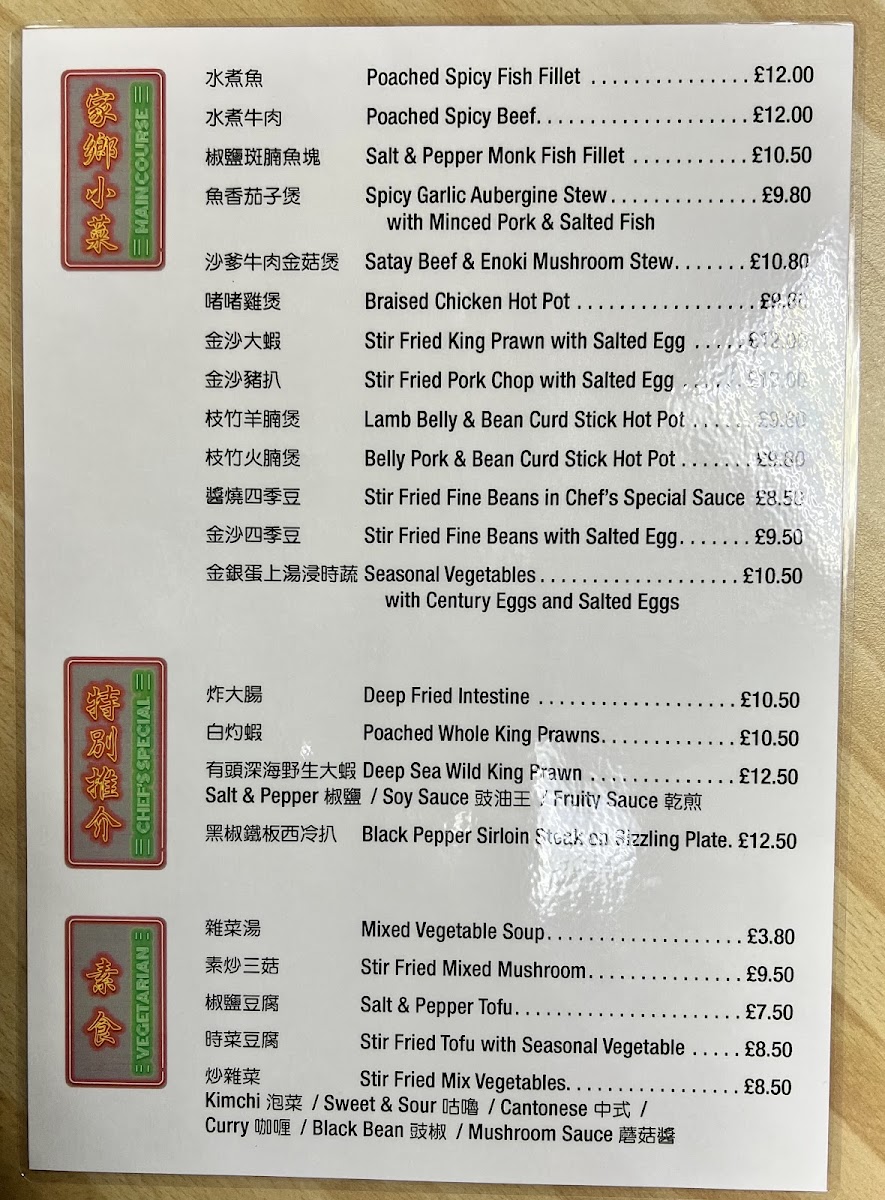 家鄉小菜
MAIN COURSE
水煮魚 Poached Spicy Fish Fillet ............... £12.00
水煮牛肉 Poached Spicy Beef.................... £12.00
椒鹽斑腩魚塊 Salt & Pepper Monk Fish Fillet ........... £10.50
魚香茄子煲 Spicy Garlic Aubergine Stew.............. £9.80
with Minced Pork & Salted Fish
沙爹牛肉金菇煲 Satay Beef & Enoki Mushroom Stew....... £10.80
啫啫雞煲 Braised Chicken Hot Pot ................. £9.80
金沙大蝦 Stir Fried King Prawn with Salted Egg ..... £12.00
金沙豬扒 Stir Fried Pork Chop with Salted Egg ...... £12.00
枝竹羊腩煲 Lamb Belly & Bean Curd Stick Hot Pot ..... £9.80
枝竹火腩煲 Belly Pork & Bean Curd Stick Hot Pot ....... £9.80
醬燒四季豆 Stir Fried Fine Beans in Chef's Special Sauce £8.50
金沙四季豆 Stir Fried Fine Beans with Salted Egg....... £9.50
金銀蛋上湯浸時蔬 Seasonal Vegetables................... £10.50
with Century Eggs and Salted Eggs
特別推介
CHEF'S SPECIAL
炸大腸 Deep Fried Intestine ................... £10.50
白灼蝦 Poached Whole King Prawns............. £10.50
有頭深海野生大蝦 Deep Sea Wild King Prawn .............. £12.50
Salt & Pepper 椒鹽 / Soy Sauce 豉油王 / Fruity Sauce 乾煎
黑椒鐵板西冷扒 Black Pepper Sirloin Steak on Sizzling Plate. £12.50
素食
VEGETARIAN
雜菜湯 Mixed Vegetable Soup................... £3.80
素炒三菇 Stir Fried Mixed Mushroom............... £9.50
椒鹽豆腐 Salt & Pepper Tofu...................... £7.50
時菜豆腐 Stir Fried Tofu with Seasonal Vegetable ..... £8.50
炒雜菜 Stir Fried Mix Vegetables................. £8.50
Kimchi 泡菜 / Sweet & Sour 咕嚕 / Cantonese 中式 /
Curry 咖喱 / Black Bean 豉椒 / Mushroom Sauce 蘑菇醬